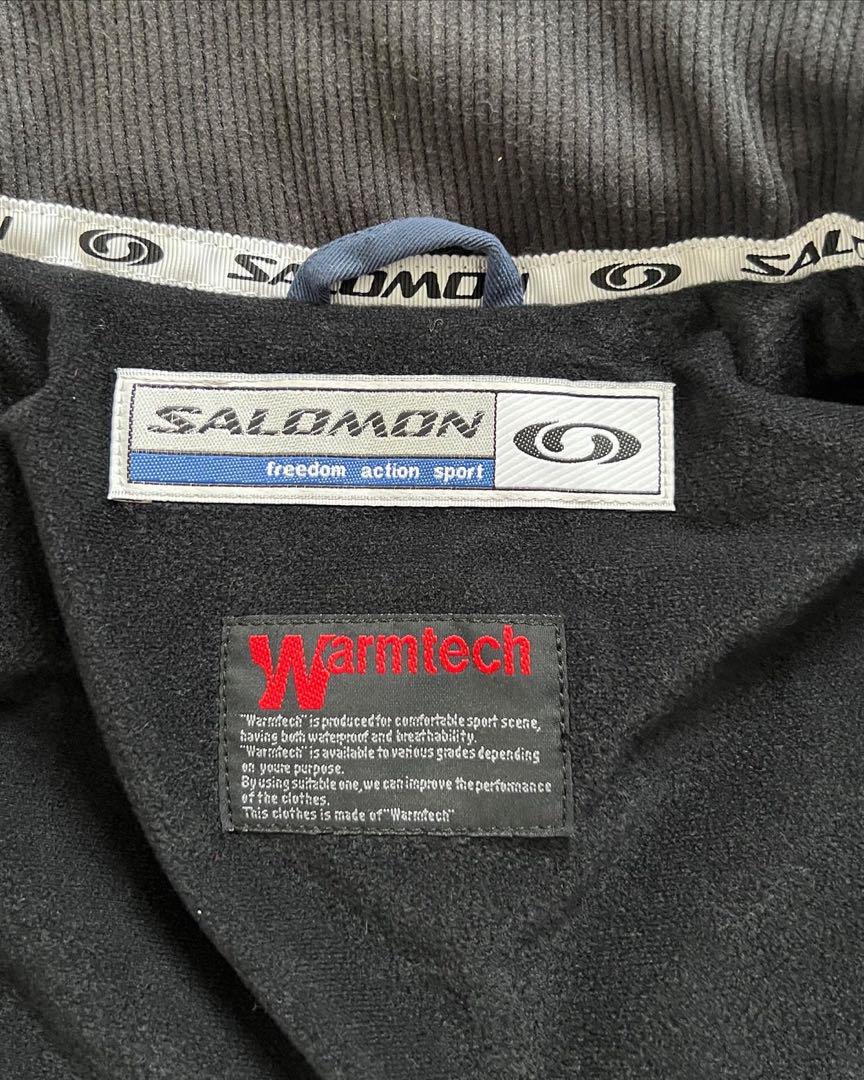 SALOMON SAL
SALOMON
freedom action sport
Warmtech
"Warmtech" is produced for comfortable sport scene,
having both waterproof and breathability.
"Warmtech" is available to various grades depending
on youre purpose.
By using suitable one, we can improve the performance
of the clothes.
This clothes is made of "Warmtech"